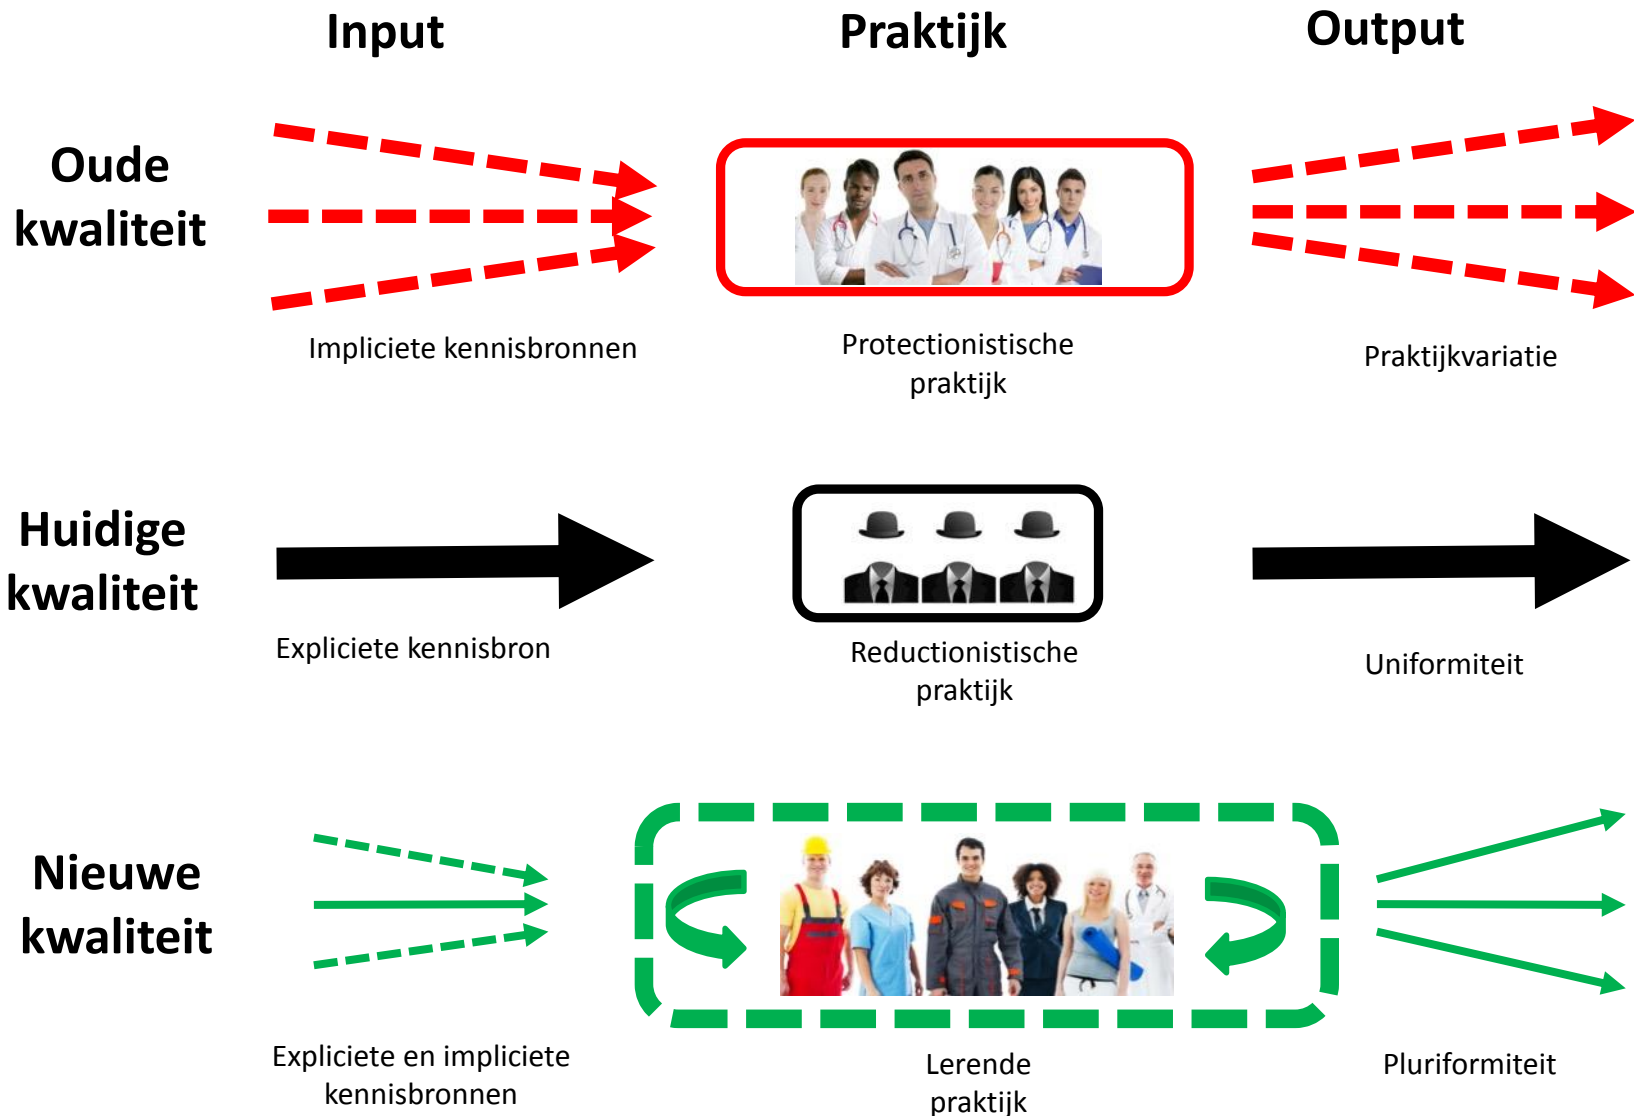 Input
Praktijk
Output
Oude
kwaliteit
Impliciete kennisbronnen
Protectionistische
praktijk
Praktijkvariatie
Huidige
kwaliteit
Expliciete kennisbron
Reductionistische
praktijk
Uniformiteit
Nieuwe
kwaliteit
Expliciete en impliciete
kennisbronnen
Lerende
praktijk
Pluriformiteit